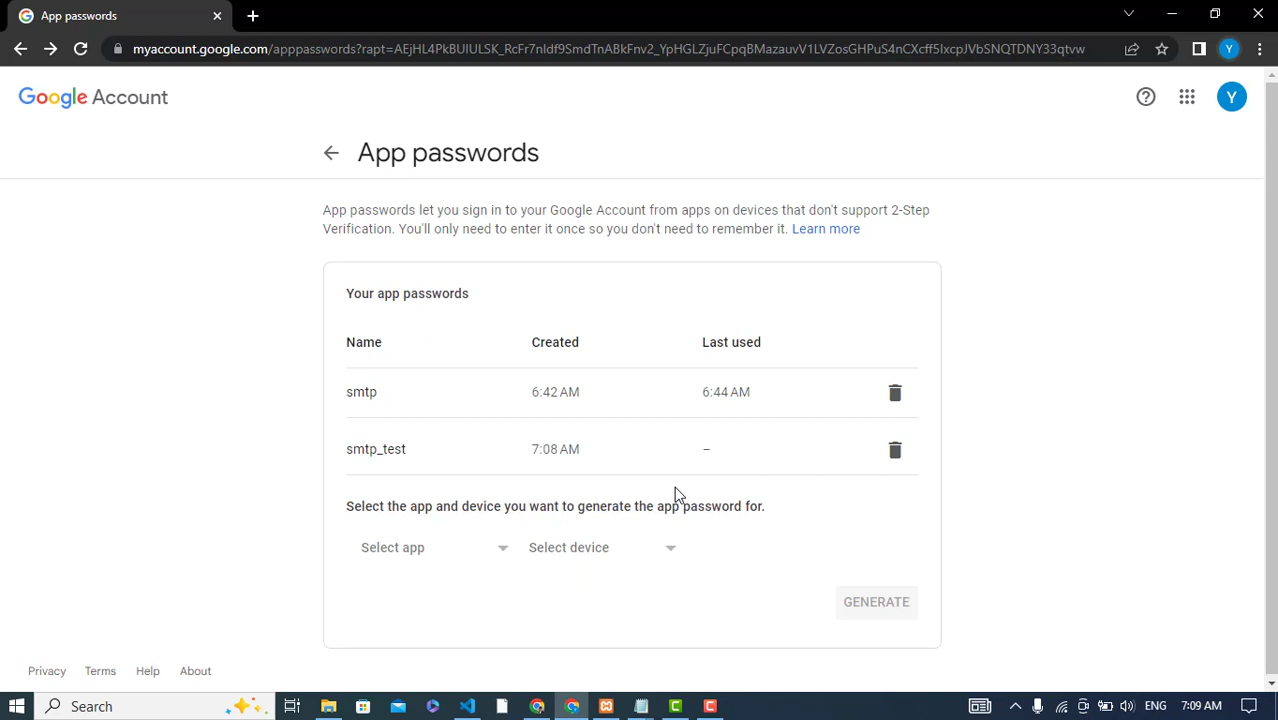 App passwords
myaccount.google.com/apppasswords?rapt=AEjHL4PkBUIULSK_RcFr7nldf9SmdTnABkFnv2_YpHGLZjuFCpqBMazauvV1LVZosGHPuS4nCXcff5IxcpJVbSNQTDNY33qtvw
Y
Google Account
Y
App passwords
App passwords let you sign in to your Google Account from apps on devices that don't support 2-Step
Verification. You'll only need to enter it once so you don't need to remember it. Learn more
Your app passwords
Name Created Last used
smtp 6:42 AM 6:44 AM
smtp_test 7:08 AM –
Select the app and device you want to generate the app password for.
Select app Select device
GENERATE
Privacy Terms Help About
Search ENG 7:09 AM